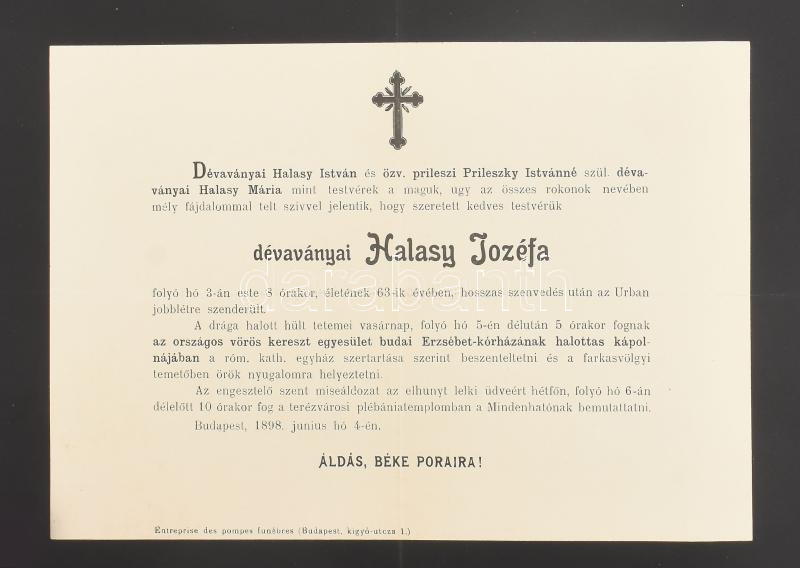 Dévaványai Halasy István és özv. prileszi Prileszky Istvánné szül. déva-
ványai Halasy Mária mint testvérek a maguk, ugy az összes rokonok nevében
mély fájdalommal telt szivvel jelentik, hogy szeretett kedves testvérük
dévaványai Halasy Jozéfa
folyó hó 3-án este 8 órakor, életének 63-ik évében, hosszas szenvedés után az Urban
jobblétre szenderült.
A drága halott hült tetemei vasárnap, folyó hó 5-én délután 5 órakor fognak
az országos vörös kereszt egyesület budai Erzsébet-kórházának halottas kápol-
nájában a róm. kath. egyház szertartása szerint beszenteltetni és a farkasvölgyi
temetőben örök nyugalomra helyeztetni.
Az engesztelő szent miseáldozat az elhunyt lelki üdveért hétfőn, folyó hó 6-án
délelőtt 10 órakor fog a terézvárosi plébániatemplomban a Mindenhatónak bemutattatni.
Budapest, 1898. junius hó 4-én.
ÁLDÁS, BÉKE PORAIRA!
Entreprise des pompes funèbres (Budapest, kigyó-utcza 1.)
darabanth